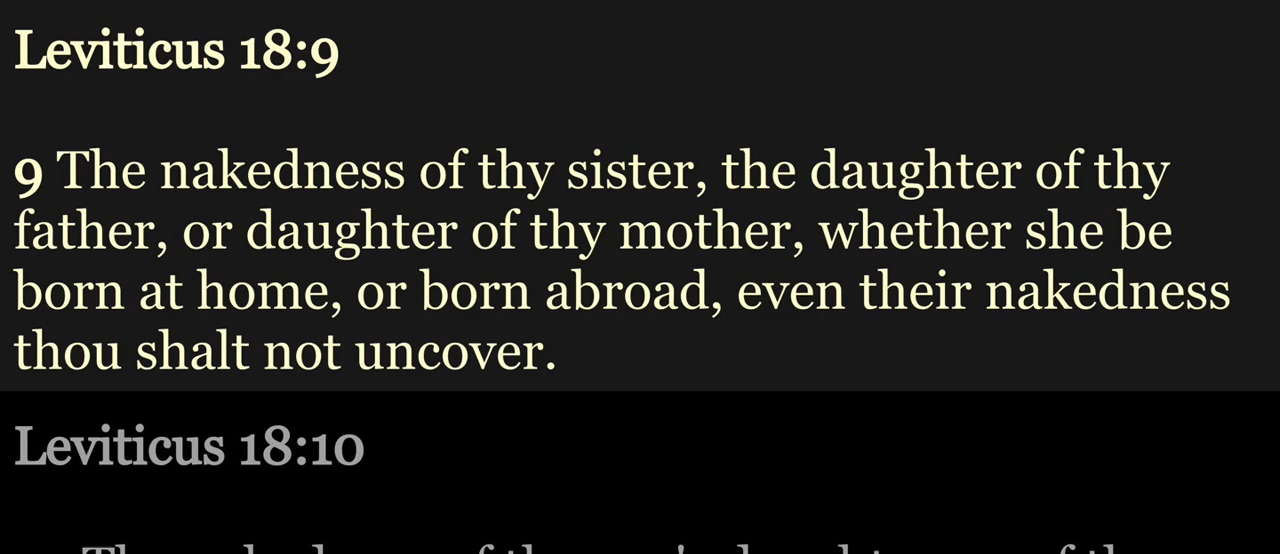 Leviticus 18:9
9 The nakedness of thy sister, the daughter of thy
father, or daughter of thy mother, whether she be
born at home, or born abroad, even their nakedness
thou shalt not uncover.
Leviticus 18:10